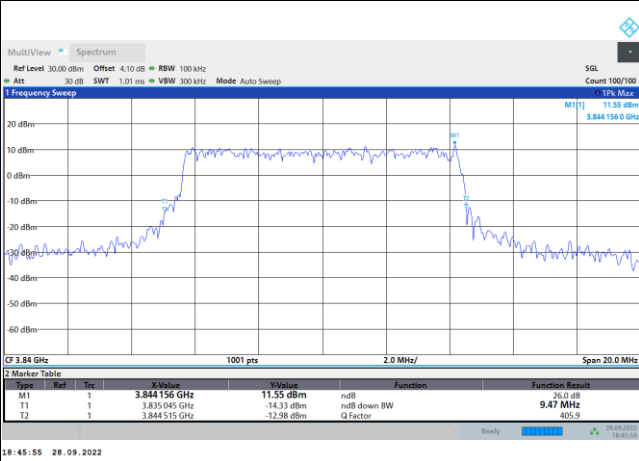 MultiView Spectrum
Ref Level 30.00 dBm Offset 4.10 dB RBW 100 kHz SGL
Att 30 dB SWT 1.01 ms VBW 300 kHz Mode Auto Sweep Count 100/100
1 Frequency Sweep 1Pk Max
M1[1] 11.55 dBm
3.844 156 0 GHz
20 dBm
M1
10 dBm
0 dBm
T1
T2
-10 dBm
-20 dBm
-30 dBm
-40 dBm
-50 dBm
-60 dBm
CF 3.84 GHz 1001 pts 2.0 MHz/ Span 20.0 MHz
2 Marker Table
Type Ref Trc X-Value Y-Value Function Function Result
M1 1 3.844 156 GHz 11.55 dBm ndB 26.0 dB
T1 1 3.835 045 GHz -14.33 dBm ndB down BW 9.47 MHz
T2 1 3.844 515 GHz -12.98 dBm Q Factor 405.9
Ready 28.09.2022
18:45:54
18:45:55 28.09.2022